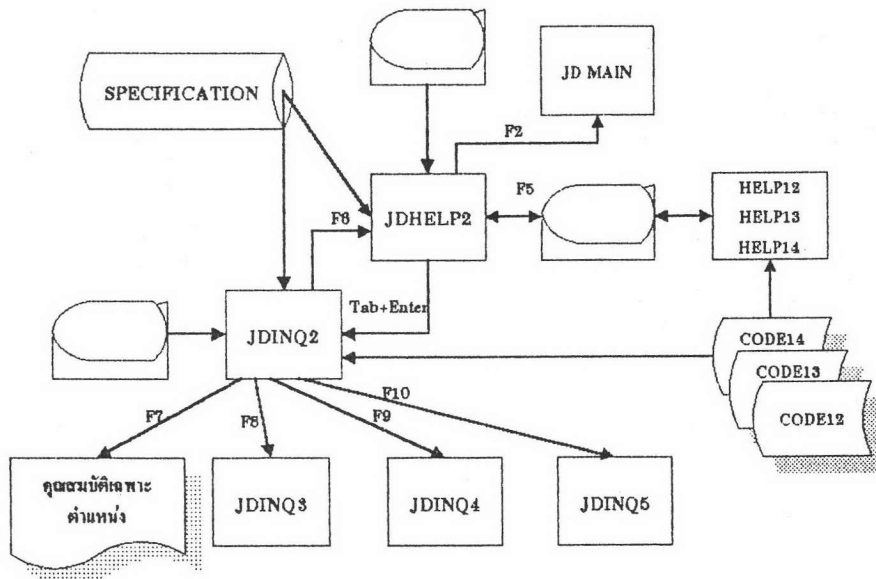 SPECIFICATION
JD MAIN
F2
F5
HELP12
HELP13
HELP14
JDHELP2
F6
Tab+Enter
JDINQ2
CODE14
CODE13
CODE12
F7
F8
F9
F10
คุณสมบัติเฉพาะ
ตำแหน่ง
JDINQ3
JDINQ4
JDINQ5